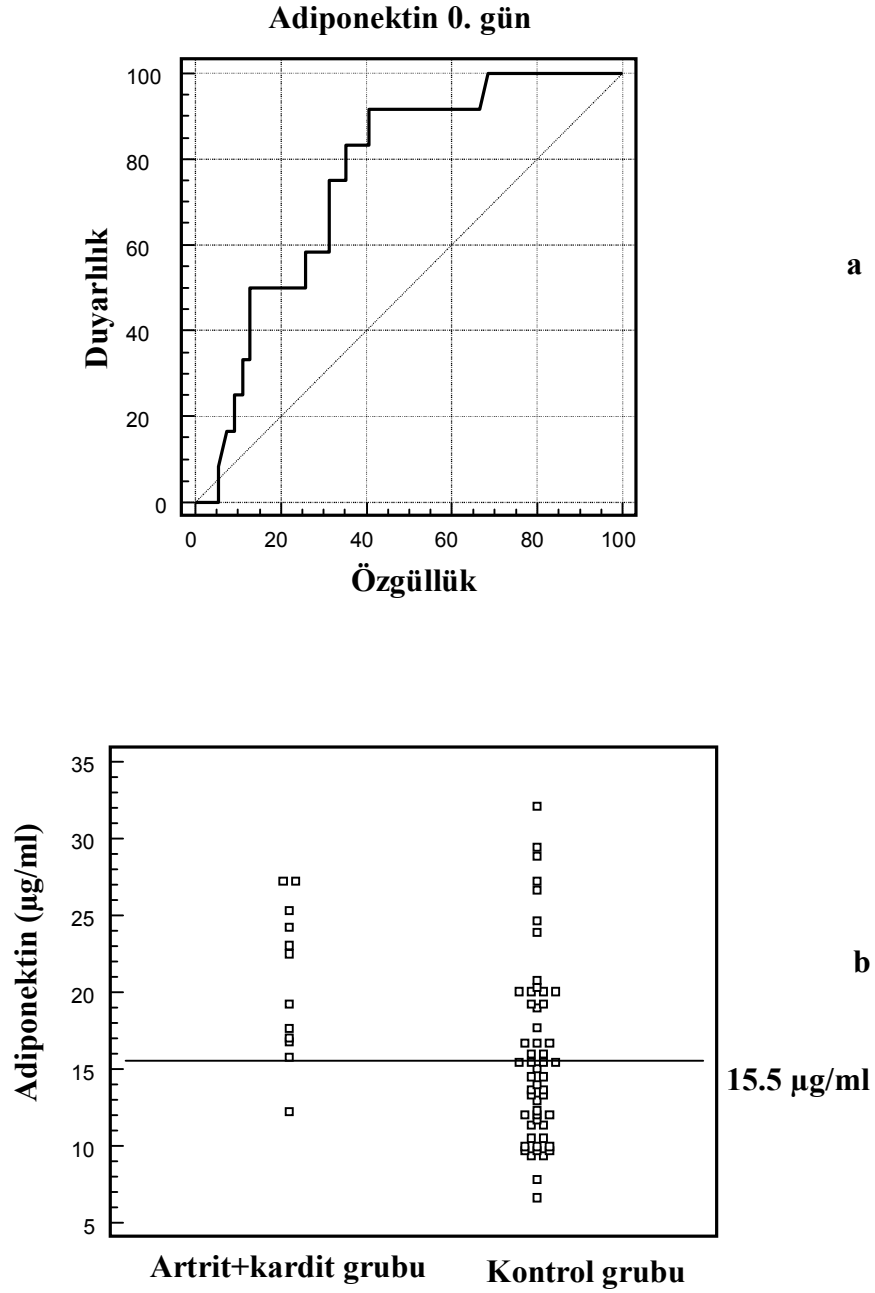 Adiponektin 0. gün
100
80
60
40
20
0
Duyarlılık
0 20 40 60 80 100
Özgüllük
a
35
30
25
20
15
10
5
Adiponektin (µg/ml)
b
15.5 µg/ml
Artrit+kardit grubu Kontrol grubu